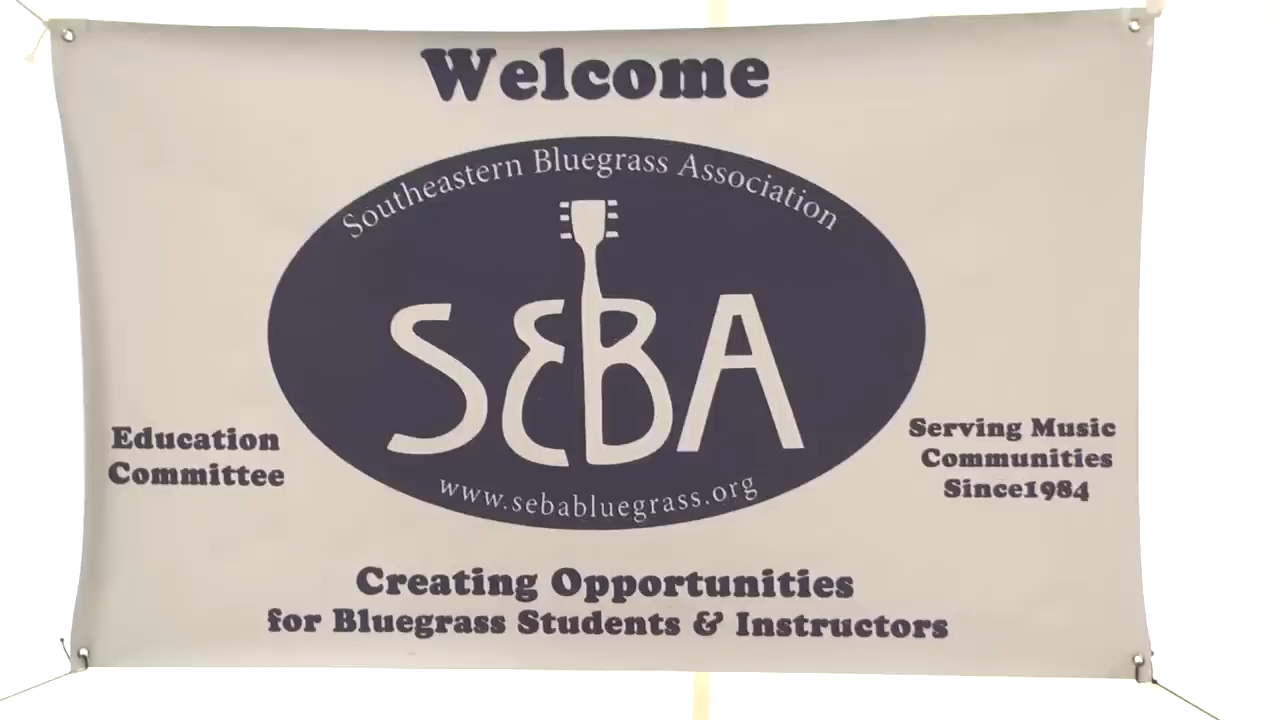 Welcome
Southeastern Bluegrass Association
SEBA
www.sebabluegrass.org
Education
Committee
Serving Music
Communities
Since1984
Creating Opportunities
for Bluegrass Students & Instructors